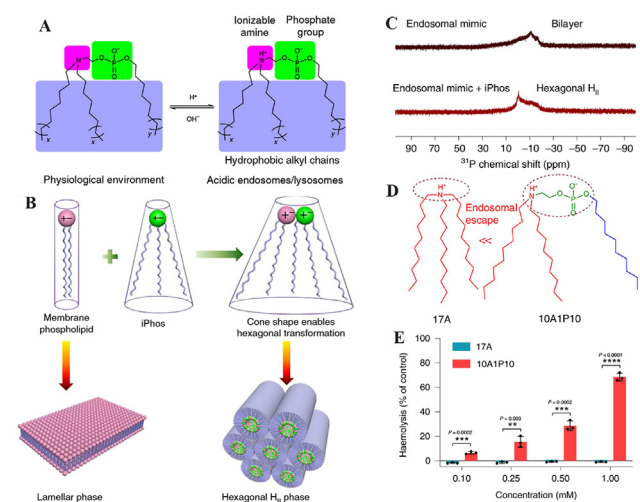 A
Ionizable
amine
Phosphate
group
N
O
P
O⁻
O
O
H⁺
OH⁻
H⁺
N
O
P
O⁻
O
O
x
x
y
x
x
y
Hydrophobic alkyl chains
Physiological environment
Acidic endosomes/lysosomes
B
+−
+
−
+−
+−
Membrane
phospholipid
iPhos
Cone shape enables
hexagonal transformation
Lamellar phase
Hexagonal HII phase
C
Endosomal mimic
Bilayer
Endosomal mimic + iPhos
Hexagonal HII
90 70 50 30 10 −10 −30 −50 −70 −90
³¹P chemical shift (ppm)
D
H⁺
N
Endosomal
escape
<<
H⁺
N
O
P
O⁻
O
O
17A
10A1P10
E
17A
10A1P10
Haemolysis (% of control)
100
80
60
40
20
0
P = 0.0002
***
P = 0.003
**
P = 0.0002
***
P < 0.0001
****
0.10 0.25 0.50 1.00
Concentration (mM)